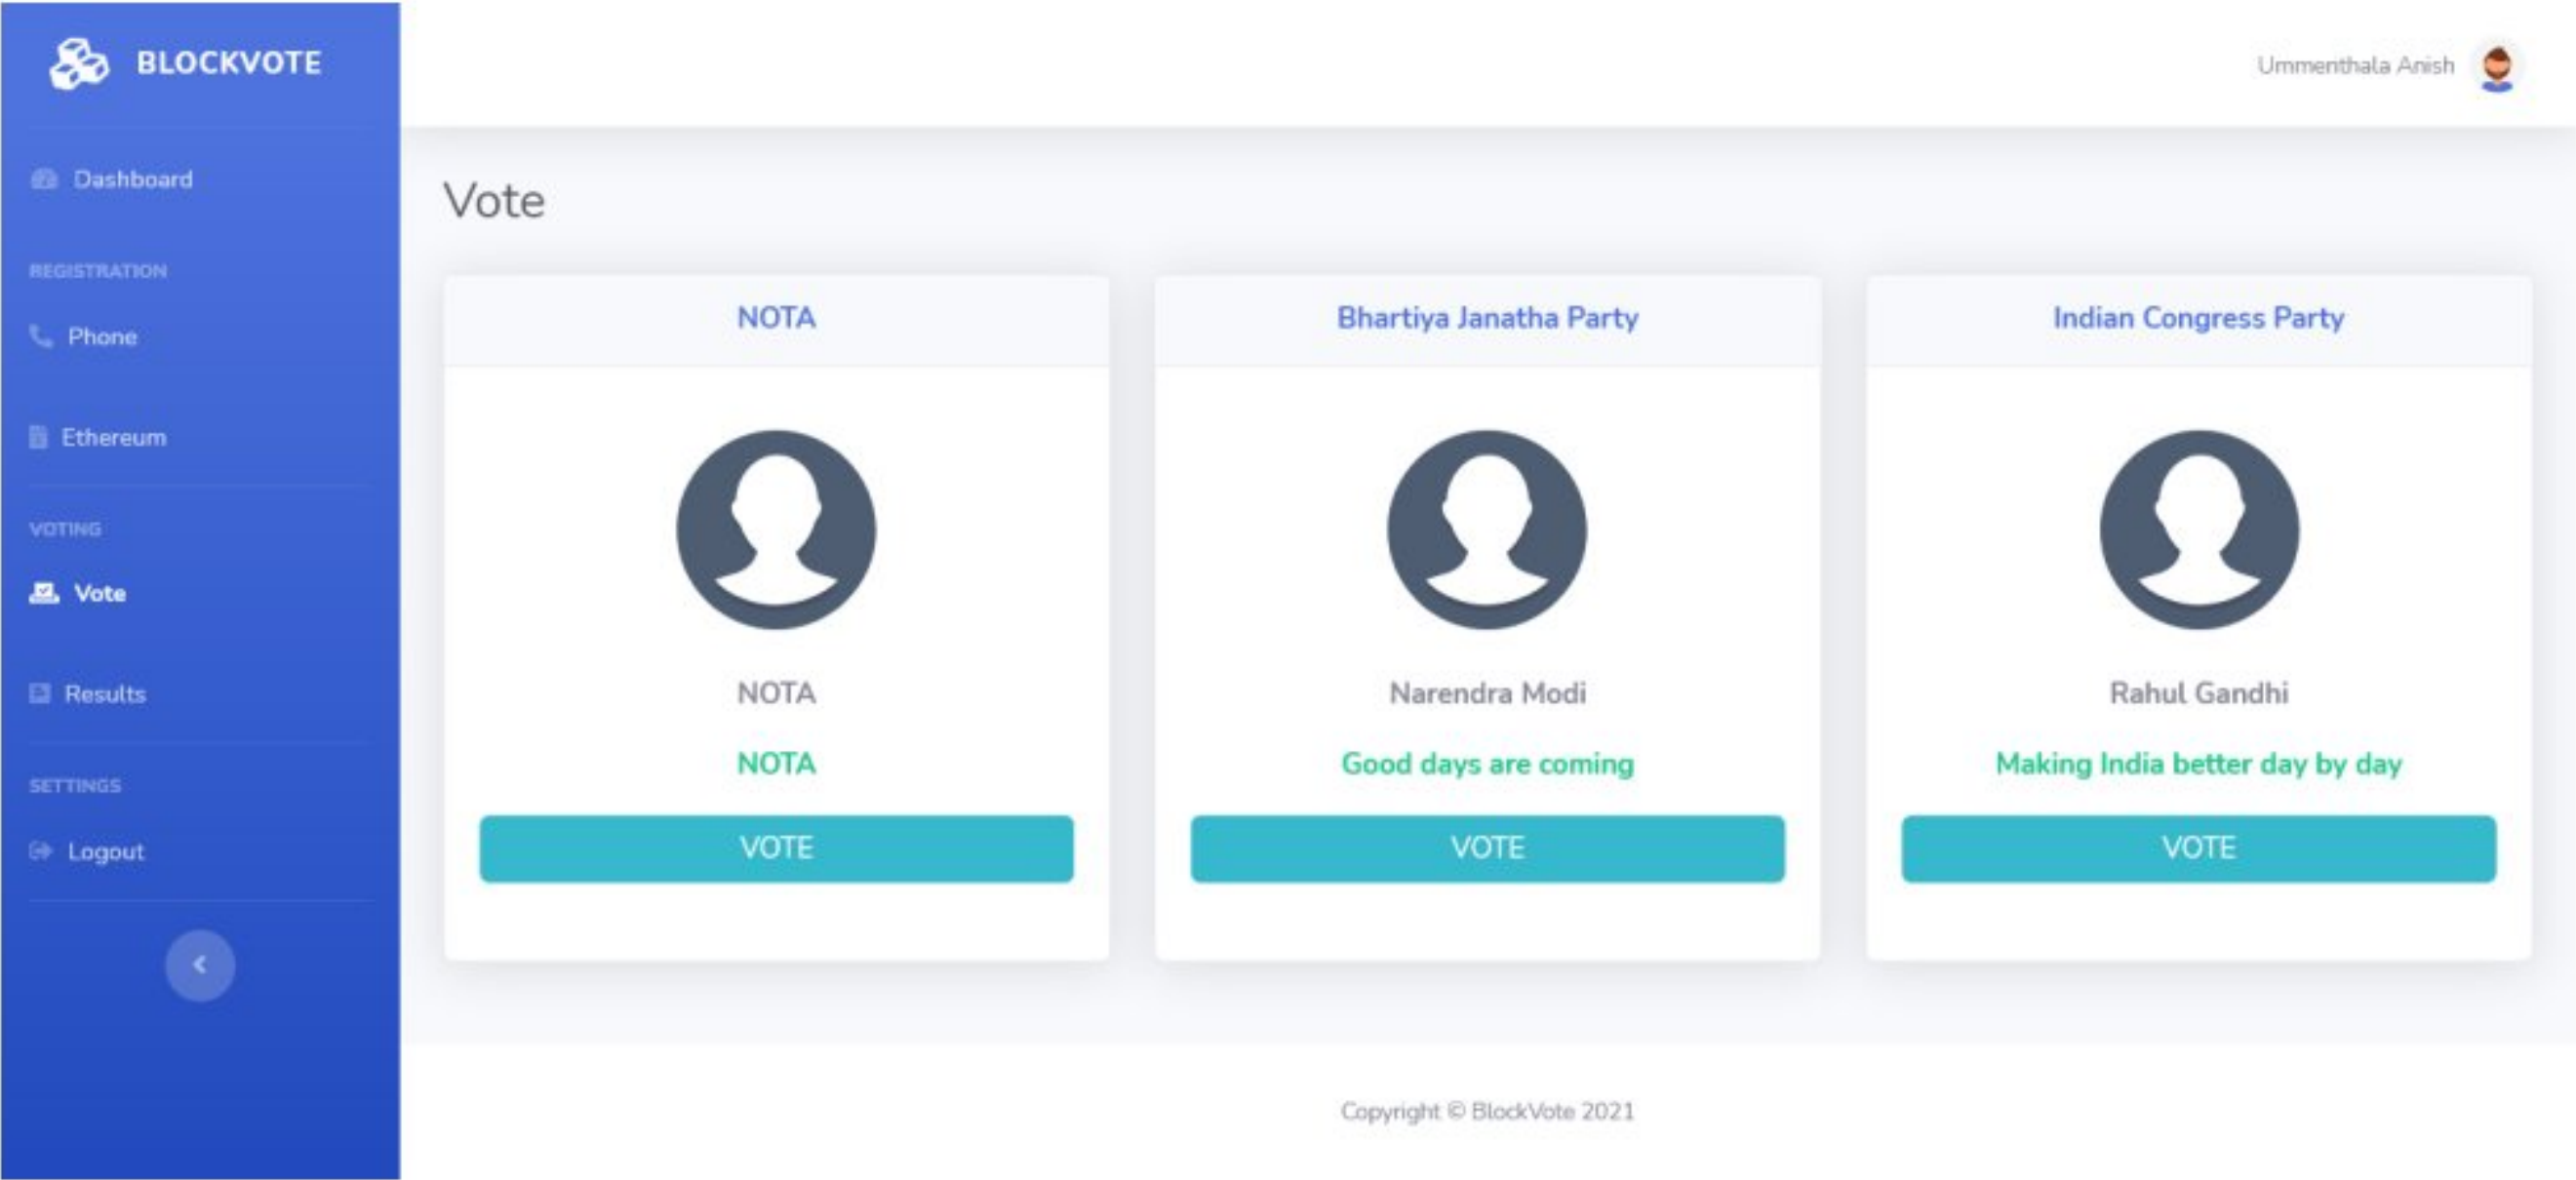 BLOCKVOTE
Ummenthala Anish
Dashboard
REGISTRATION
Phone
Ethereum
VOTING
Vote
Results
SETTINGS
Logout
Vote
NOTA
NOTA
NOTA
VOTE
Bhartiya Janatha Party
Narendra Modi
Good days are coming
VOTE
Indian Congress Party
Rahul Gandhi
Making India better day by day
VOTE
Copyright © BlockVote 2021